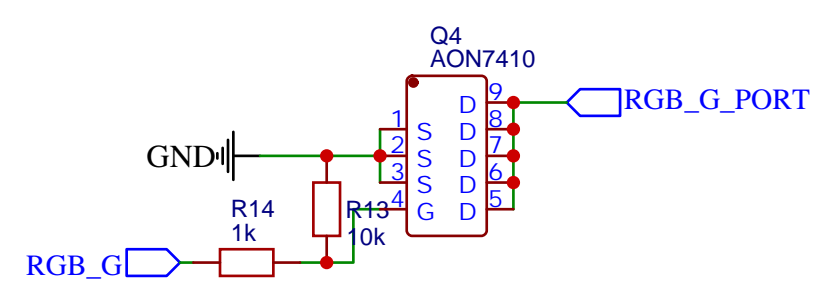 Q4
AON7410
RGB_G_PORT
GND
1 S
2 S
3 S
4 G
D 9
D 8
D 7
D 6
D 5
R14
1k
R13
10k
RGB_G